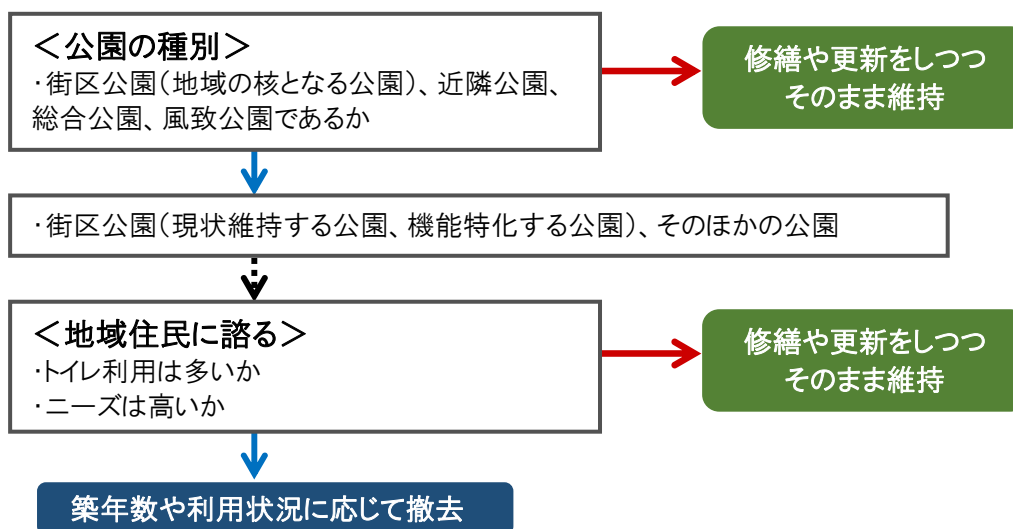 ＜公園の種別＞
・街区公園（地域の核となる公園）、近隣公園、
総合公園、風致公園であるか
修繕や更新をしつつ
そのまま維持
・街区公園（現状維持する公園、機能特化する公園）、そのほかの公園
＜地域住民に諮る＞
・トイレ利用は多いか
・ニーズは高いか
修繕や更新をしつつ
そのまま維持
築年数や利用状況に応じて撤去